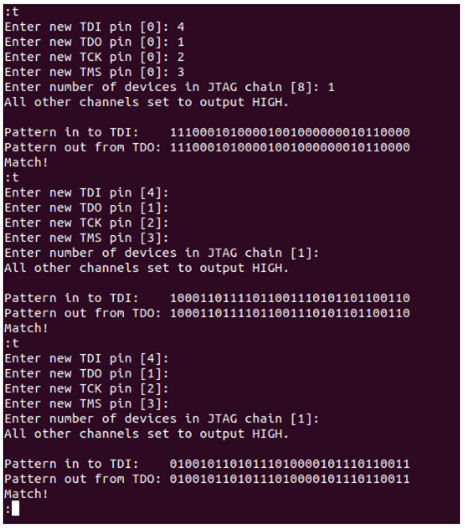 :t
Enter new TDI pin [0]: 4
Enter new TDO pin [0]: 1
Enter new TCK pin [0]: 2
Enter new TMS pin [0]: 3
Enter number of devices in JTAG chain [8]: 1
All other channels set to output HIGH.
Pattern in to TDI:    11100010100001001000000010110000
Pattern out from TDO: 11100010100001001000000010110000
Match!
:t
Enter new TDI pin [4]:
Enter new TDO pin [1]:
Enter new TCK pin [2]:
Enter new TMS pin [3]:
Enter number of devices in JTAG chain [1]:
All other channels set to output HIGH.
Pattern in to TDI:    10001101111011001110101101100110
Pattern out from TDO: 10001101111011001110101101100110
Match!
:t
Enter new TDI pin [4]:
Enter new TDO pin [1]:
Enter new TCK pin [2]:
Enter new TMS pin [3]:
Enter number of devices in JTAG chain [1]:
All other channels set to output HIGH.
Pattern in to TDI:    01001011010111010000101110110011
Pattern out from TDO: 01001011010111010000101110110011
Match!
: